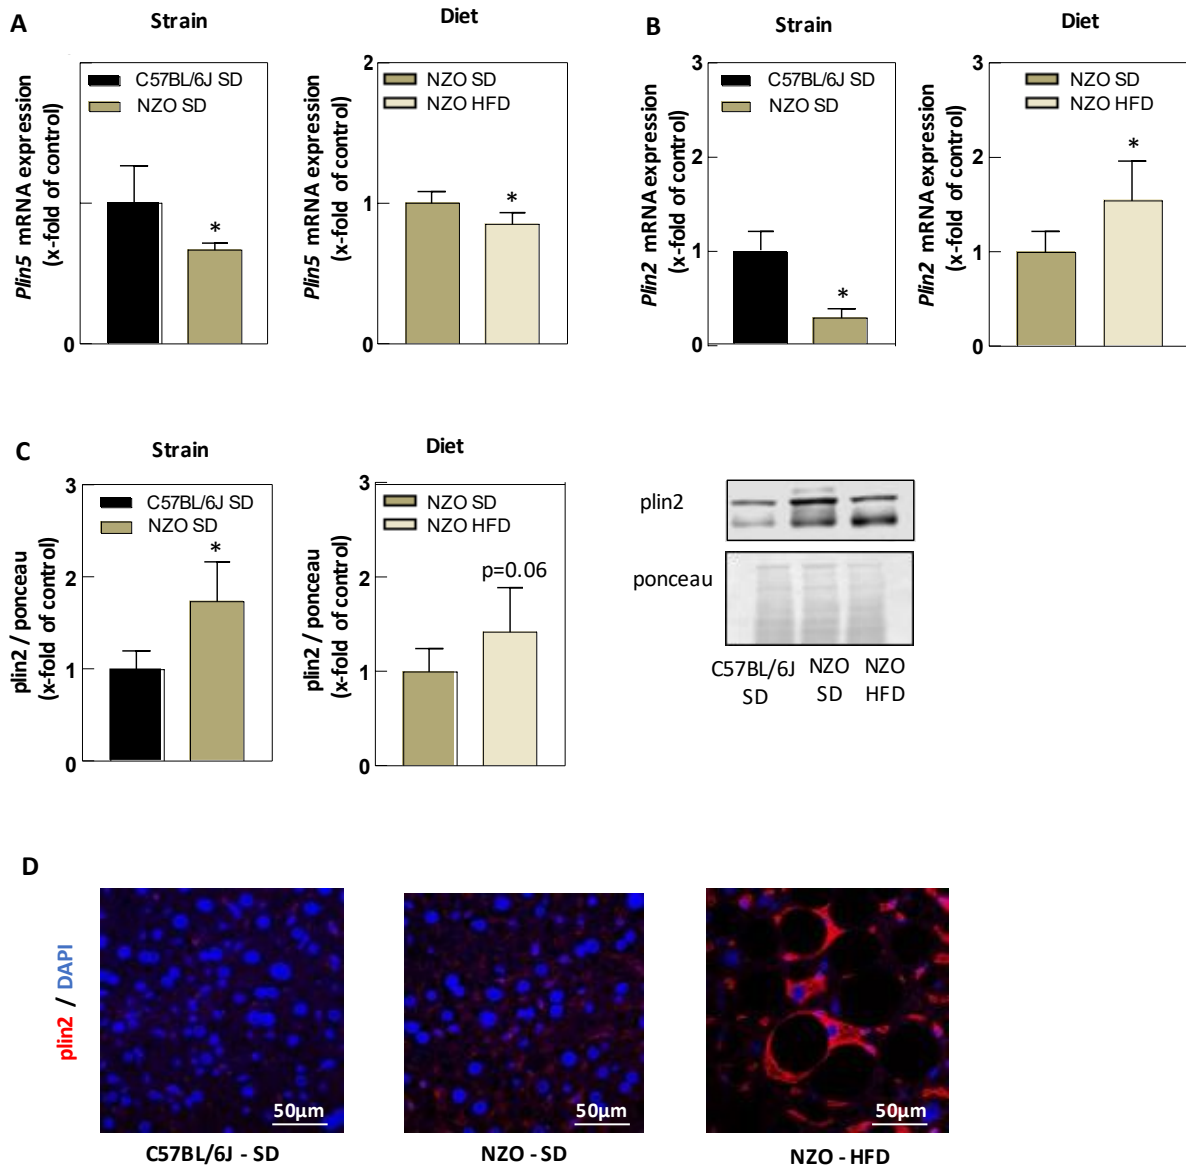 A
Strain
Plin5 mRNA expression
(x-fold of control)
C57BL/6J SD
NZO SD
*
0
Diet
Plin5 mRNA expression
(x-fold of control)
2
1
0
NZO SD
NZO HFD
*
B
Strain
Plin2 mRNA expression
(x-fold of control)
3
2
1
0
C57BL/6J SD
NZO SD
*
Diet
Plin2 mRNA expression
(x-fold of control)
3
2
1
0
NZO SD
NZO HFD
*
C
Strain
plin2 / ponceau
(x-fold of control)
3
2
1
0
C57BL/6J SD
NZO SD
*
Diet
plin2 / ponceau
(x-fold of control)
3
2
1
0
NZO SD
NZO HFD
p=0.06
plin2
ponceau
C57BL/6J NZO NZO
SD SD HFD
D
plin2 / DAPI
50µm
50µm
50µm
C57BL/6J - SD
NZO - SD
NZO - HFD